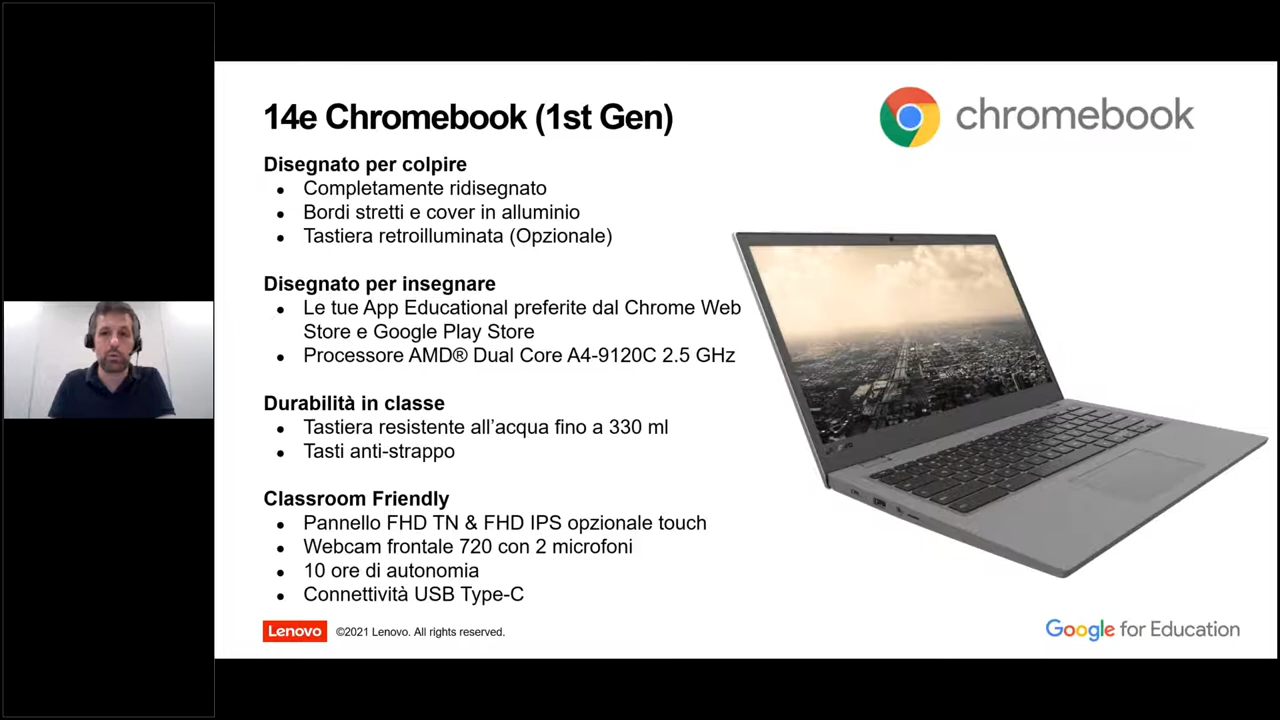 14e Chromebook (1st Gen)
chromebook
Disegnato per colpire
● Completamente ridisegnato
● Bordi stretti e cover in alluminio
● Tastiera retroilluminata (Opzionale)
Disegnato per insegnare
● Le tue App Educational preferite dal Chrome Web
Store e Google Play Store
● Processore AMD® Dual Core A4-9120C 2.5 GHz
Durabilità in classe
● Tastiera resistente all’acqua fino a 330 ml
● Tasti anti-strappo
Classroom Friendly
● Pannello FHD TN & FHD IPS opzionale touch
● Webcam frontale 720 con 2 microfoni
● 10 ore di autonomia
● Connettività USB Type-C
Lenovo ©2021 Lenovo. All rights reserved.
Google for Education